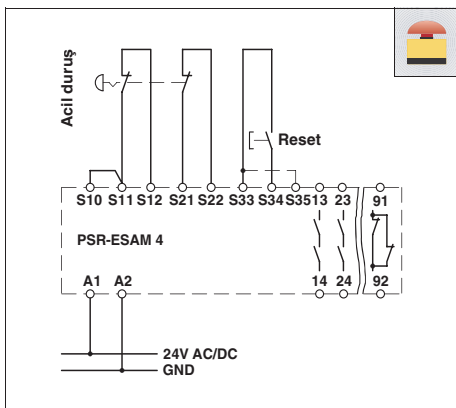 Acil duruş
Reset
S10 S11 S12 S21 S22 S33 S34 S35 13 23 91
PSR-ESAM 4
14 24 92
A1 A2
24V AC/DC
GND